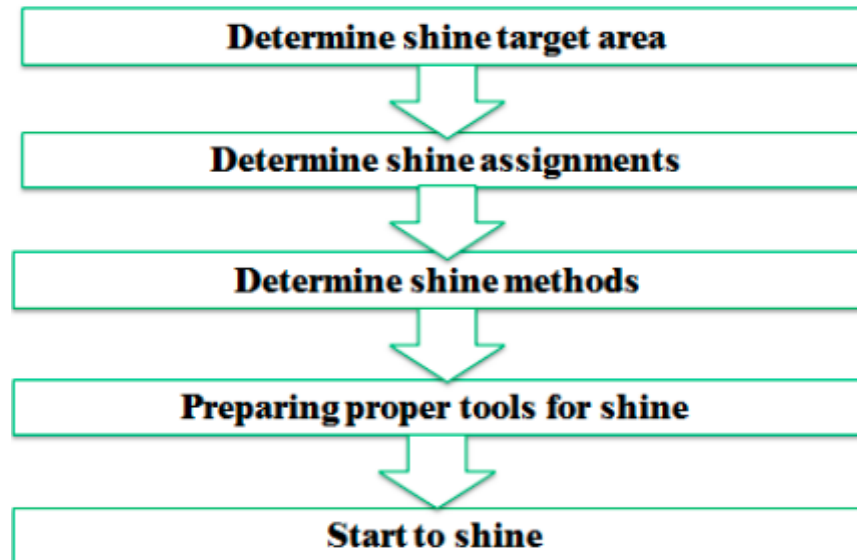 Determine shine target area
Determine shine assignments
Determine shine methods
Preparing proper tools for shine
Start to shine